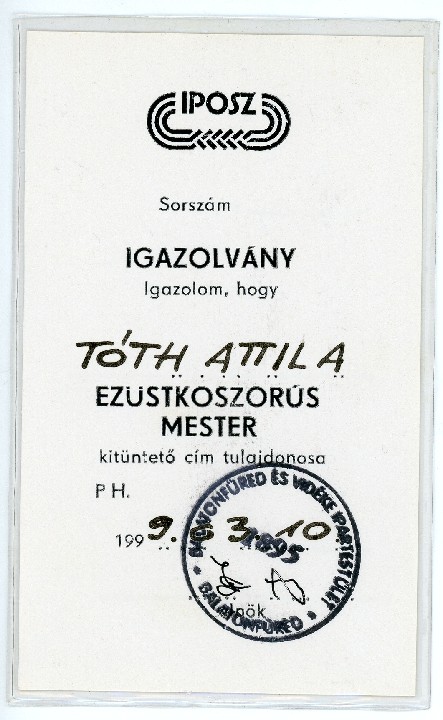 IPOSZ
Sorszám
IGAZOLVÁNY
Igazolom, hogy
TÓTH ATTILA
EZÜSTKOSZORÚS
MESTER
kitüntető cím tulajdonosa
P H.
1999. 3. 10
BALATONFÜRED ÉS VIDÉKE IPARTESTÜLET
1895
* BALATONFÜRED *
elnök